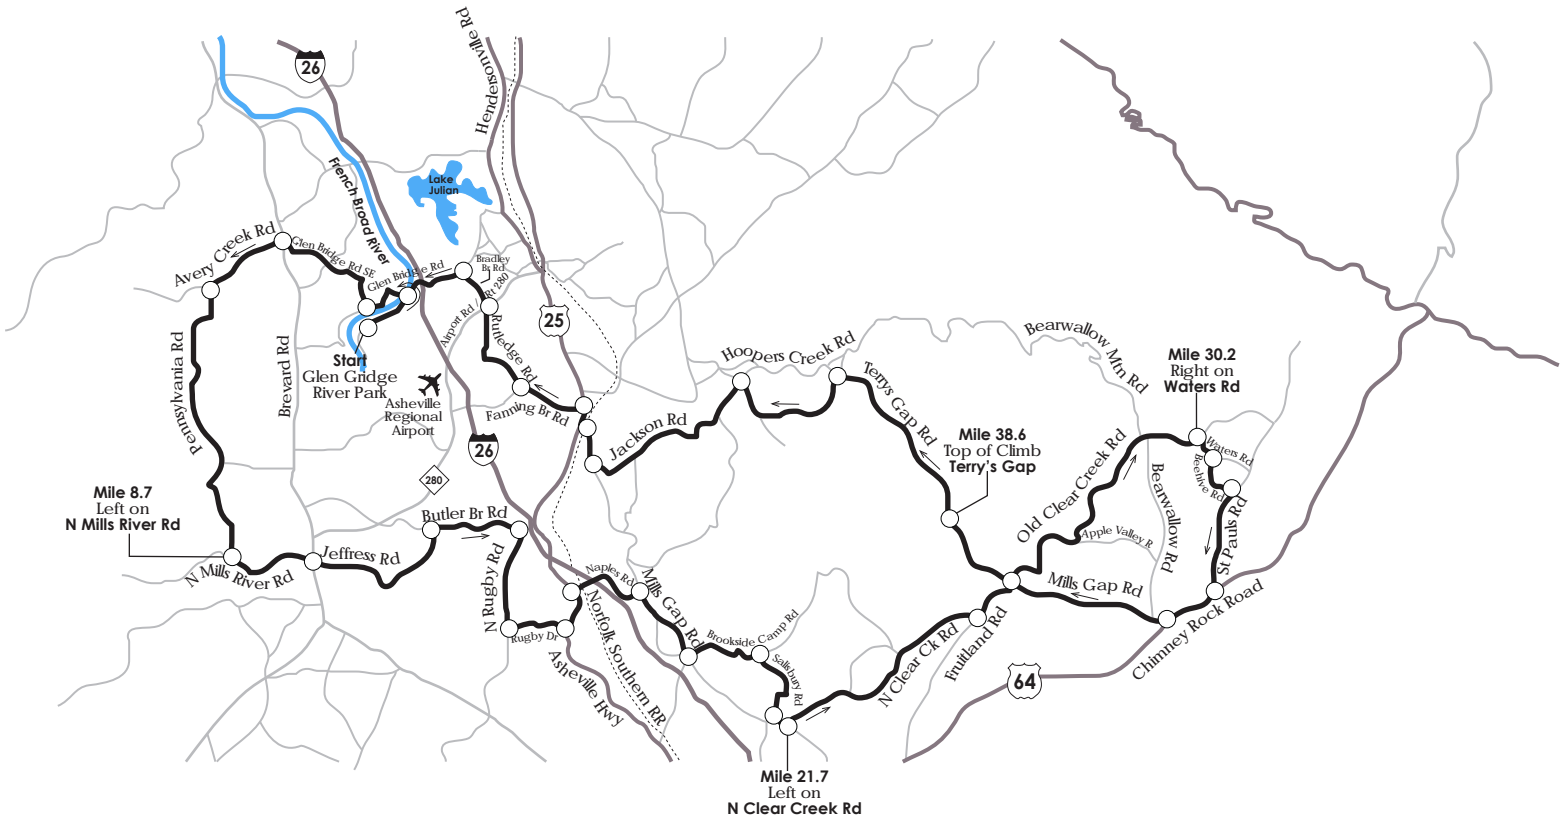 26
Hendersonville Rd
French Broad River
Lake
Julian
Avery Creek Rd
Glen Bridge Rd SE
Glen Bridge Rd
Bradley
Br Rd
Rt 280
Airport Rd /
25
Rutledge Rd
Pennsylvania Rd
Brevard Rd
Start
Glen Gridge
River Park
Asheville
Regional
Airport
Fanning Br Rd
26
280
Jackson Rd
Hoopers Creek Rd
Terrys Gap Rd
Bearwallow Mtn Rd
Mile 30.2
Right on
Waters Rd
Mile 38.6
Top of Climb
Terry's Gap
Old Clear Creek Rd
Waters Rd
Beehive Rd
Bearwallow Rd
Apple Valley R
St Pauls Rd
Mile 8.7
Left on
N Mills River Rd
Butler Br Rd
Jeffress Rd
N Mills River Rd
N Rugby Rd
Rugby Dr
Naples Rd
Mills Gap Rd
Norfolk Southern RR
Asheville Hwy
Brookside Camp Rd
Salisbury Rd
N Clear Ck Rd
Fruitland Rd
Mills Gap Rd
Chimney Rock Road
64
Mile 21.7
Left on
N Clear Creek Rd